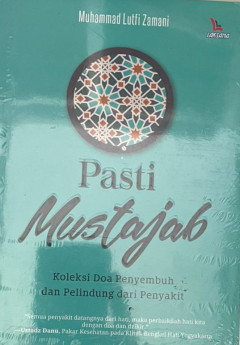 Muhammad Lutfi Zamani
laksana
Pasti
Mustajab
Koleksi Doa Penyembuh
dan Pelindung dari Penyakit
"Semua penyakit datangnya dari hati, maka perbaikilah hati kita
dengan doa dan dzikir."
—Ustadz Danu, Pakar Kesehatan pada Klinik Bengkel Hati Yogyakarta